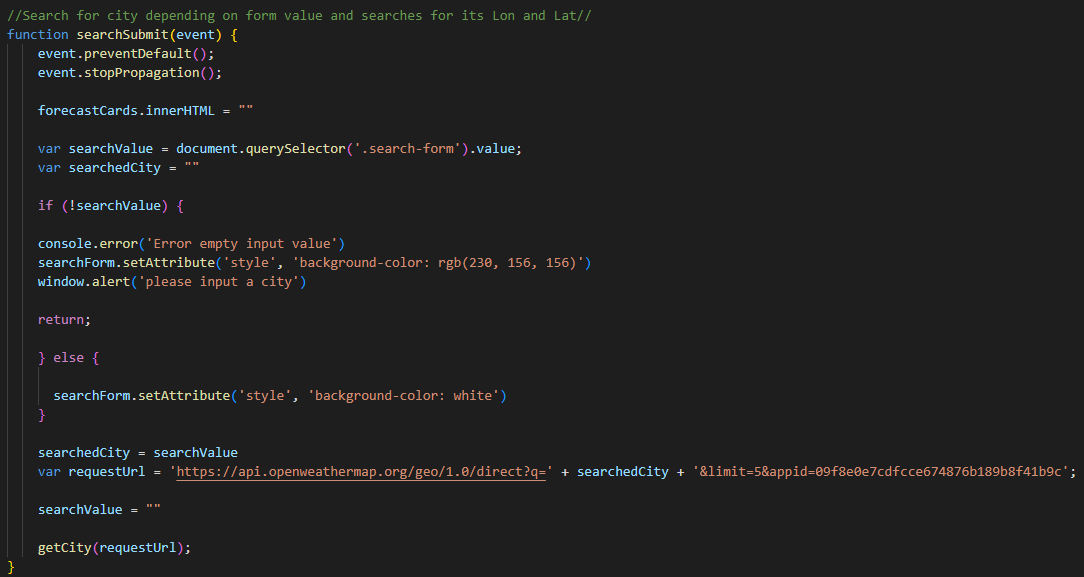 //Search for city depending on form value and searches for its Lon and Lat//
function searchSubmit(event) {
event.preventDefault();
event.stopPropagation();
forecastCards.innerHTML = ""
var searchValue = document.querySelector('.search-form').value;
var searchedCity = ""
if (!searchValue) {
console.error('Error empty input value')
searchForm.setAttribute('style', 'background-color: rgb(230, 156, 156)')
window.alert('please input a city')
return;
} else {
searchForm.setAttribute('style', 'background-color: white')
}
searchedCity = searchValue
var requestUrl = 'https://api.openweathermap.org/geo/1.0/direct?q=' + searchedCity + '&limit=5&appid=09f8e0e7cdfcce674876b189b8f41b9c';
searchValue = ""
getCity(requestUrl);
}